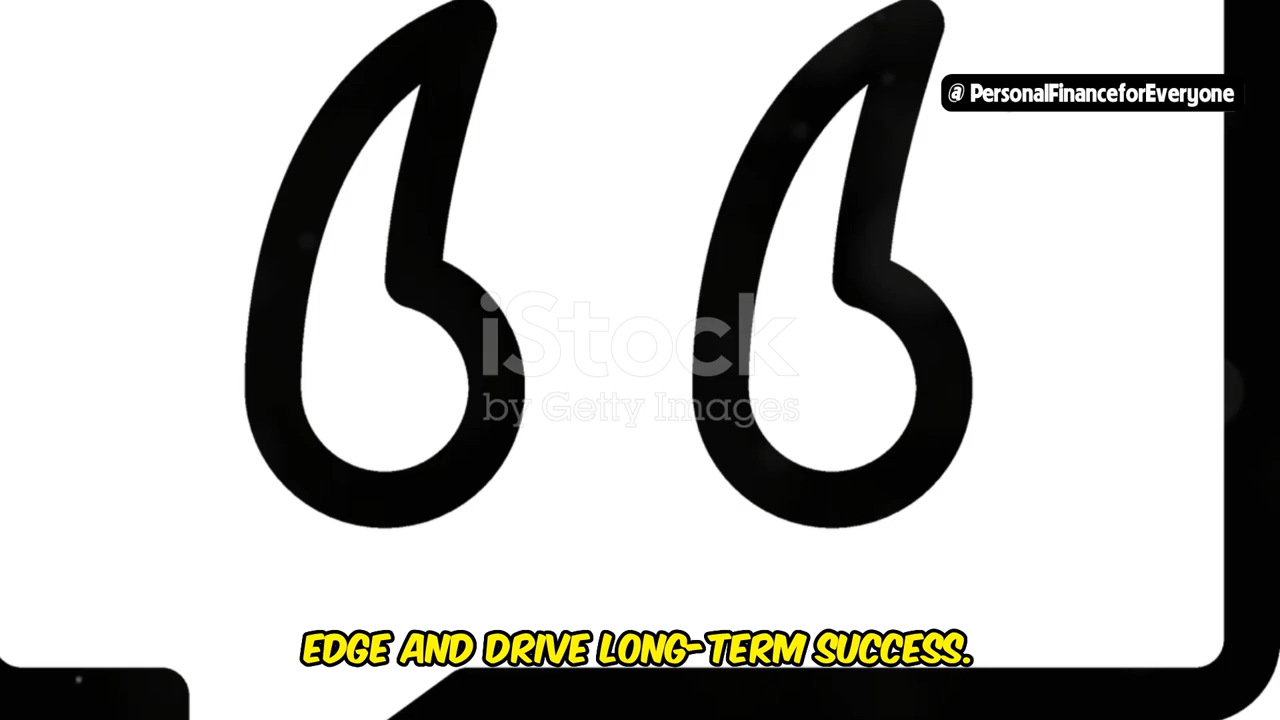 @ PersonalFinanceforEveryone
iStock
by Getty Images
EDGE AND DRIVE LONG-TERM SUCCESS.